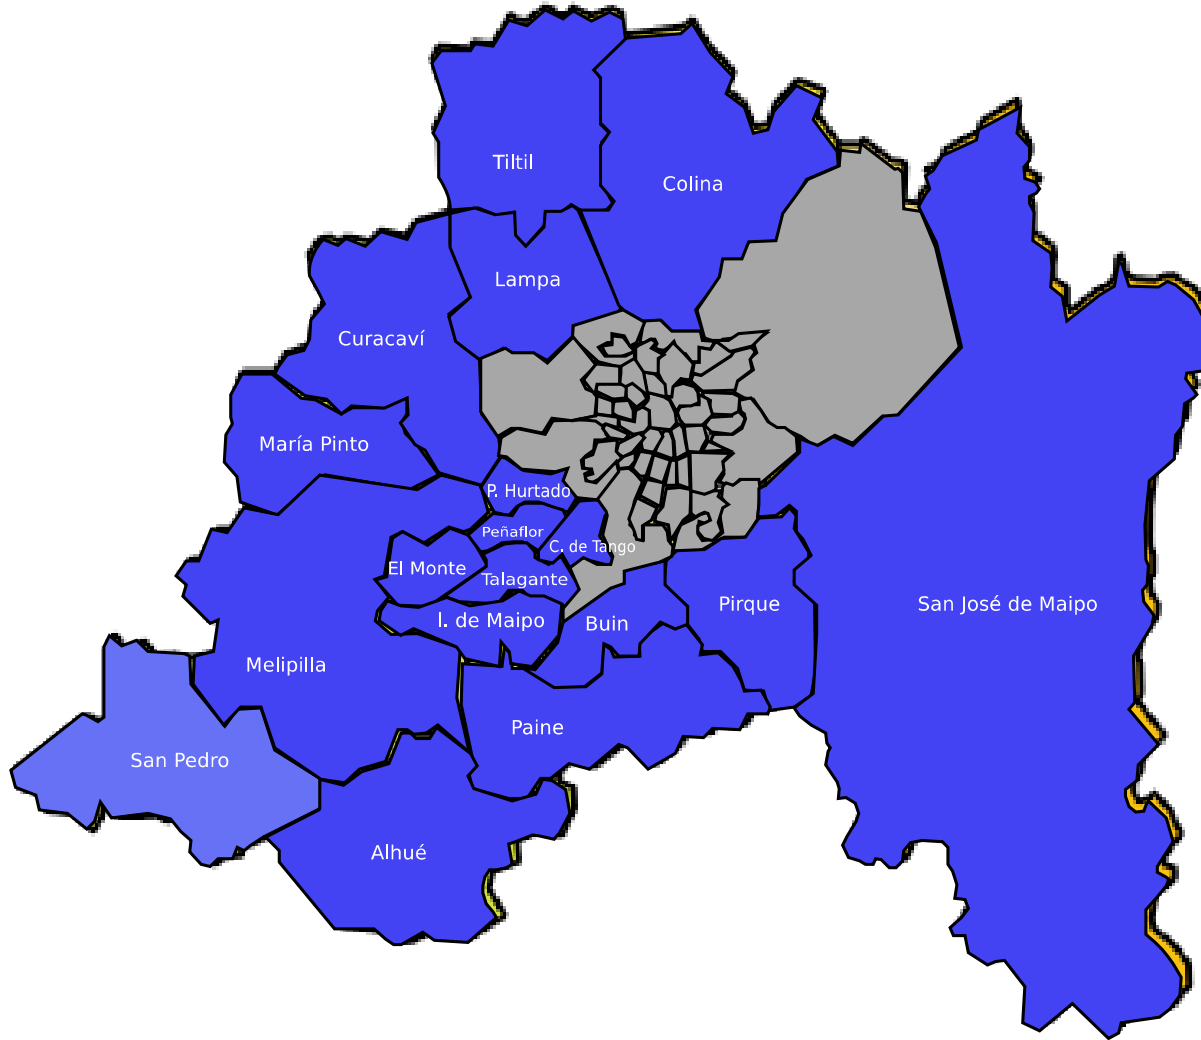 Tiltil
Colina
Lampa
Curacaví
María Pinto
P. Hurtado
Peñaflor
C. de Tango
El Monte
Talagante
San José de Maipo
Pirque
I. de Maipo
Buin
Melipilla
Paine
San Pedro
Alhué